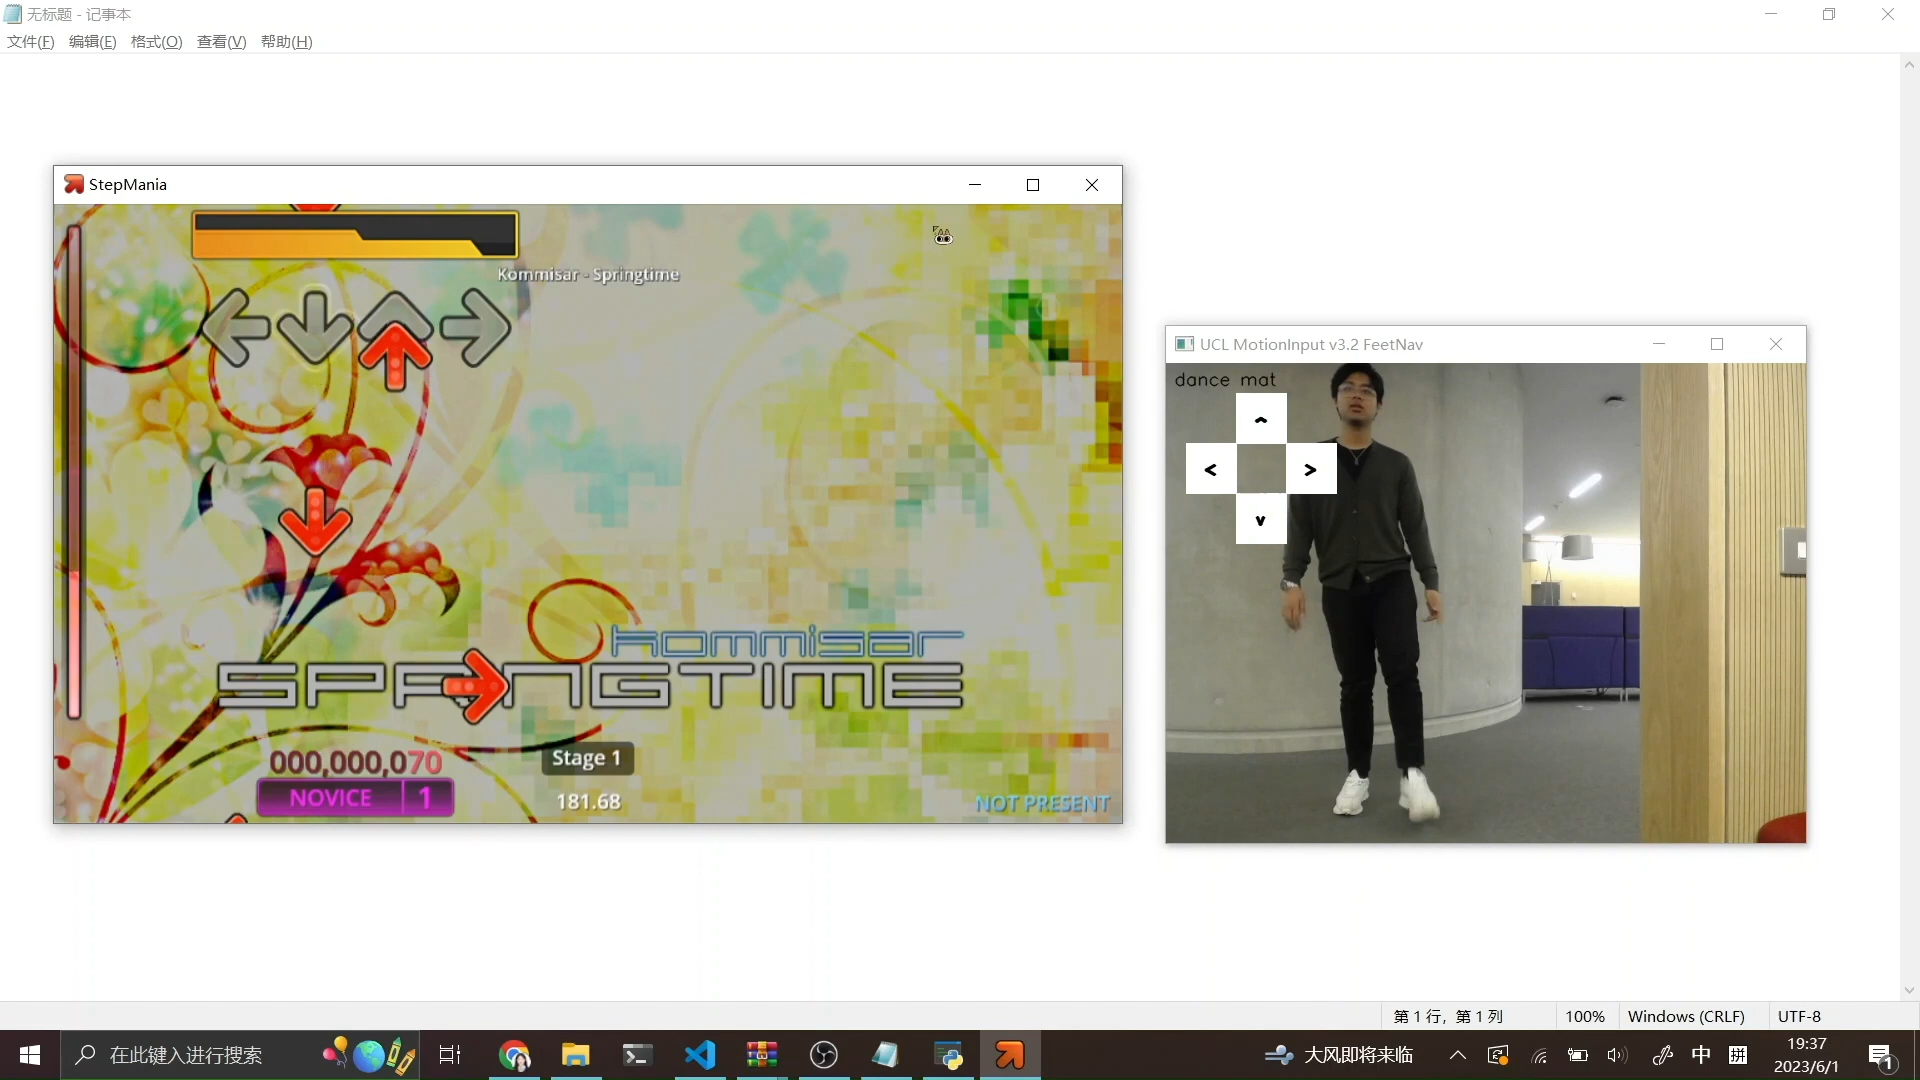 无标题 - 记事本
文件(F) 编辑(E) 格式(O) 查看(V) 帮助(H)
StepMania
Kommisar - Springtime
kommisar
SPRINGTIME
000,000,070
NOVICE 1
Stage 1
181.68
NOT PRESENT
UCL MotionInput v3.2 FeetNav
dance mat
^
< >
v
第 1 行，第 1 列 100% Windows (CRLF) UTF-8
在此键入进行搜索
大风即将来临
中 拼
19:37
2023/6/1
1